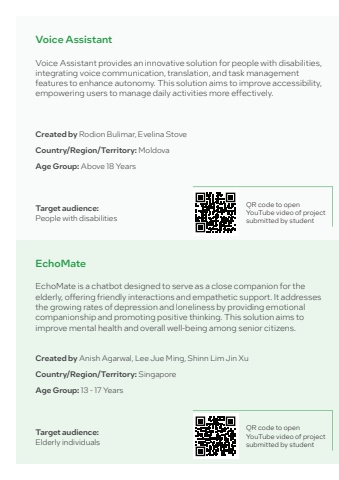 Voice Assistant
Voice Assistant provides an innovative solution for people with disabilities,
integrating voice communication, translation, and task management
features to enhance autonomy. This solution aims to improve accessibility,
empowering users to manage daily activities more effectively.
Created by Rodion Bulimar, Evelina Stove
Country/Region/Territory: Moldova
Age Group: Above 18 Years
Target audience:
People with disabilities
QR code to open
YouTube video of project
submitted by student
EchoMate
EchoMate is a chatbot designed to serve as a close companion for the
elderly, offering friendly interactions and empathetic support. It addresses
the growing rates of depression and loneliness by providing emotional
companionship and promoting positive thinking. This solution aims to
improve mental health and overall well-being among senior citizens.
Created by Anish Agarwal, Lee Jue Ming, Shinn Lim Jin Xu
Country/Region/Territory: Singapore
Age Group: 13 - 17 Years
Target audience:
Elderly individuals
QR code to open
YouTube video of project
submitted by student